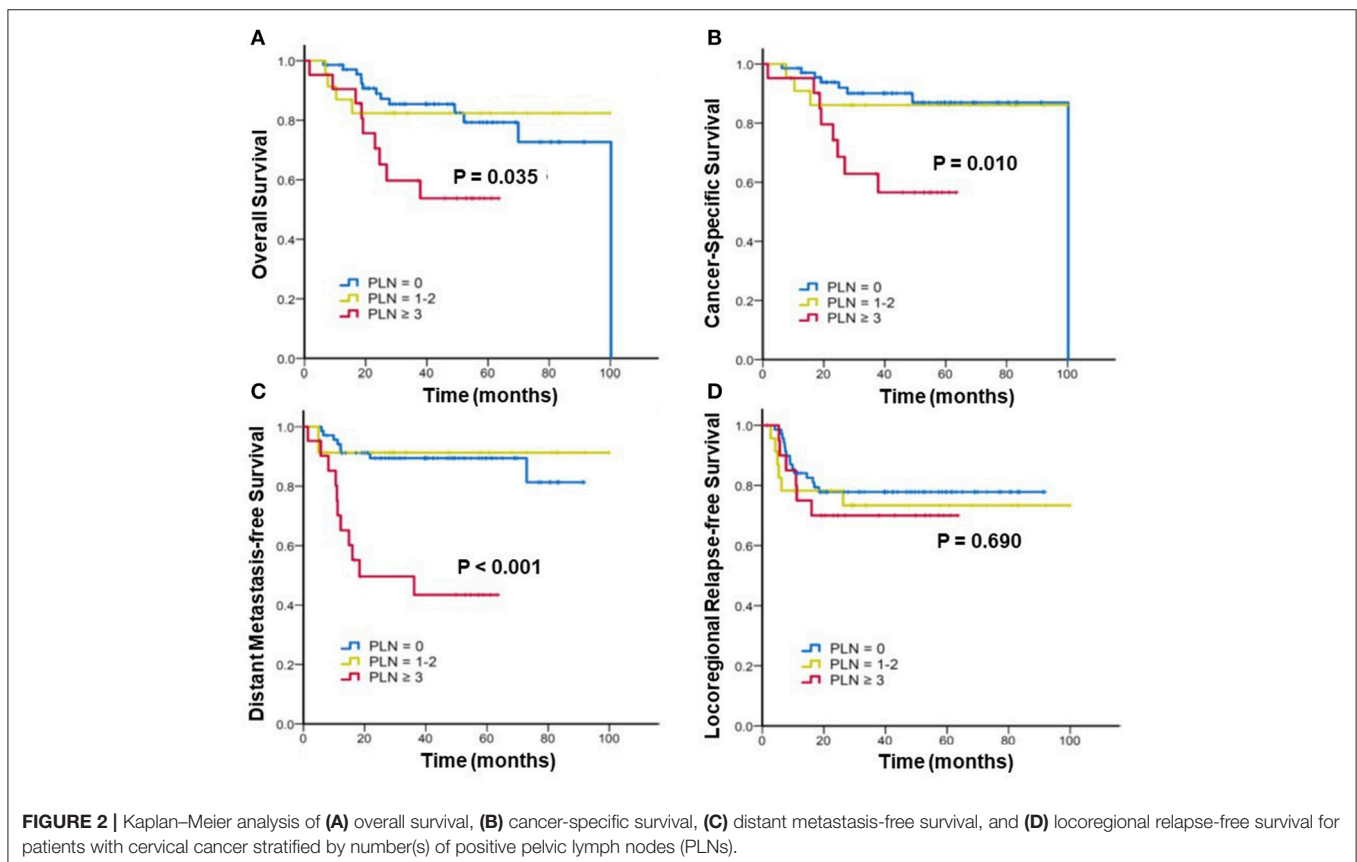 A
Overall Survival
1.0
0.8
0.6
0.4
0.2
0.0
P = 0.035
PLN = 0
PLN = 1-2
PLN ≥ 3
0 20 40 60 80 100
Time (months)
B
Cancer-Specific Survival
1.0
0.8
0.6
0.4
0.2
0.0
P = 0.010
PLN = 0
PLN = 1-2
PLN ≥ 3
0 20 40 60 80 100
Time (months)
C
Distant Metastasis-free Survival
1.0
0.8
0.6
0.4
0.2
0.0
P < 0.001
PLN = 0
PLN = 1-2
PLN ≥ 3
0 20 40 60 80 100
Time (months)
D
Locoregional Relapse-free Survival
1.0
0.8
0.6
0.4
0.2
0.0
P = 0.690
PLN = 0
PLN = 1-2
PLN ≥ 3
0 20 40 60 80 100
Time (months)
FIGURE 2 | Kaplan–Meier analysis of (A) overall survival, (B) cancer-specific survival, (C) distant metastasis-free survival, and (D) locoregional relapse-free survival for
patients with cervical cancer stratified by number(s) of positive pelvic lymph nodes (PLNs).